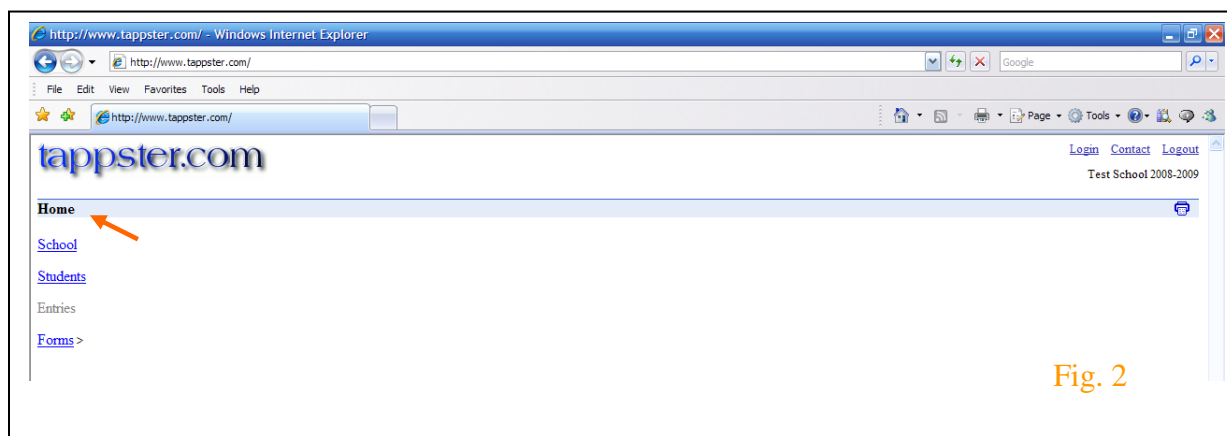 http://www.tappster.com/ - Windows Internet Explorer
http://www.tappster.com/ Google
File Edit View Favorites Tools Help
http://www.tappster.com/ Page Tools
tappster.com
Login Contact Logout
Test School 2008-2009
Home
School
Students
Entries
Forms >
Fig. 2